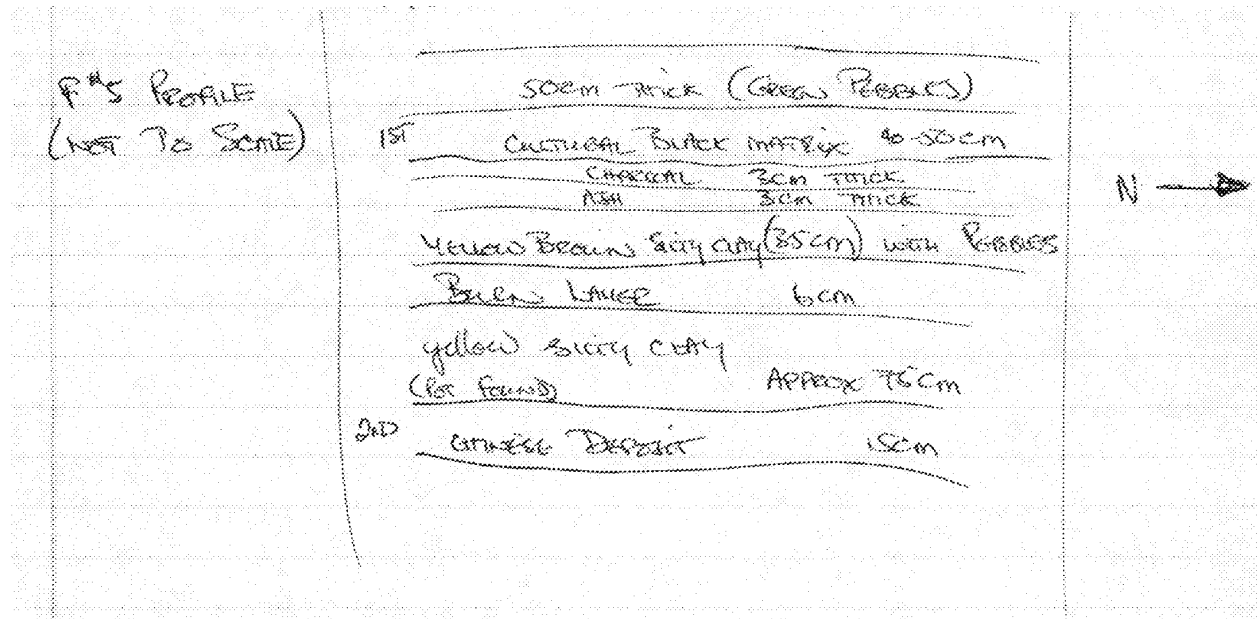 F#5 PROFILE
(NOT TO SCALE)
50cm THICK (GREEN PEBBLES)
1ST CULTURAL BLACK MATRIX 40-50cm
CHARCOAL 3cm THICK
ASH 3cm THICK
YELLOW BROWN SILTY CLAY (35cm) WITH PEBBLES
BURN LAYER 6cm
yellow SILTY CLAY
(Pot found) APPROX 75cm
2ND CHINESE DEPOSIT 15cm
N